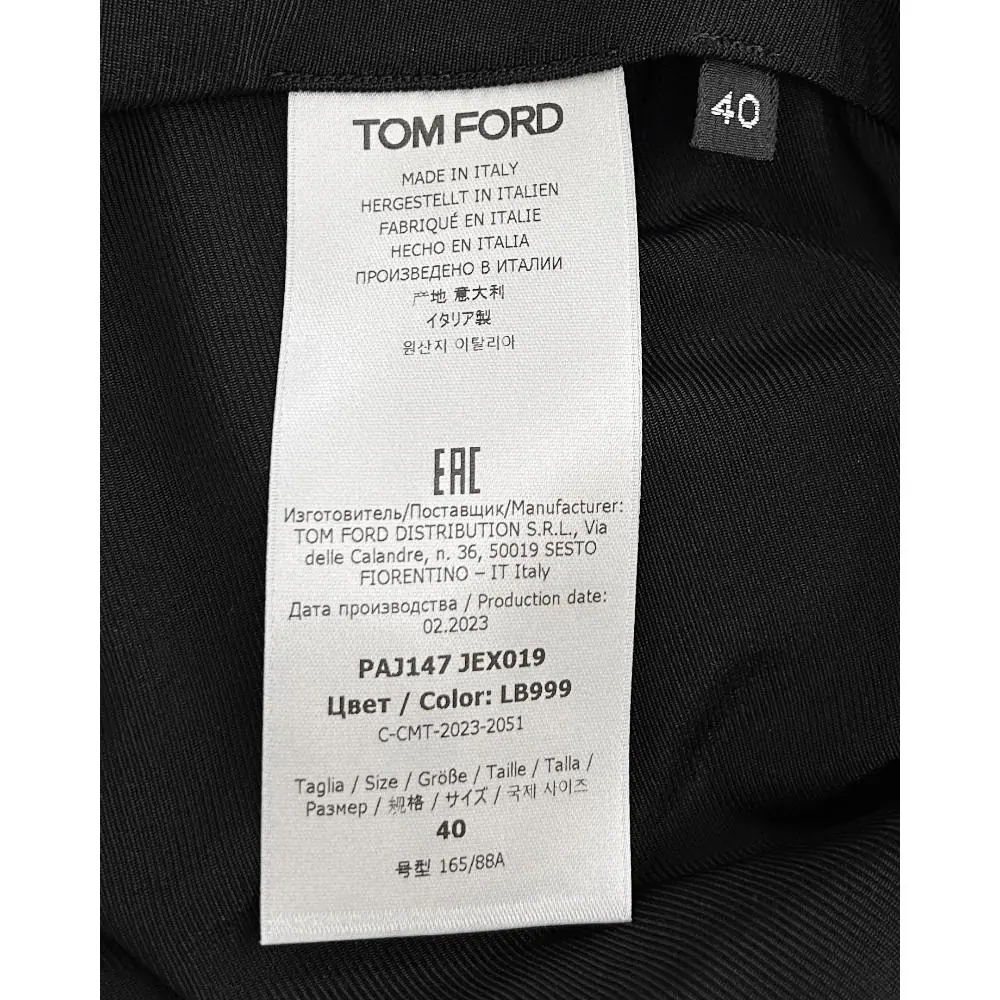 TOM FORD
40
MADE IN ITALY
HERGESTELLT IN ITALIEN
FABRIQUÉ EN ITALIE
HECHO EN ITALIA
ПРОИЗВЕДЕНО В ИТАЛИИ
产地 意大利
イタリア製
원산지 이탈리아
EAC
Изготовитель/Поставщик/Manufacturer:
TOM FORD DISTRIBUTION S.R.L., Via
delle Calandre, n. 36, 50019 SESTO
FIORENTINO – IT Italy
Дата производства / Production date:
02.2023
PAJ147 JEX019
Цвет / Color: LB999
C-CMT-2023-2051
Taglia / Size / Größe / Taille / Talla /
Размер / 规格 / サイズ / 국제 사이즈
40
号型 165/88A